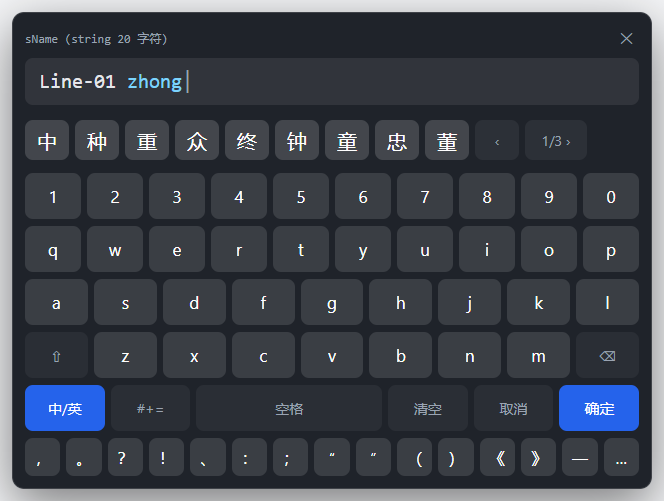 sName (string 20 字符)
Line-01 zhong
中 种 重 众 终 钟 童 忠 董 ‹ 1/3 ›
1 2 3 4 5 6 7 8 9 0
q w e r t y u i o p
a s d f g h j k l
⇧ z x c v b n m ⌫
中/英 #+= 空格 清空 取消 确定
， 。 ？ ！ 、 ： ； “ ” （ ） 《 》 — …